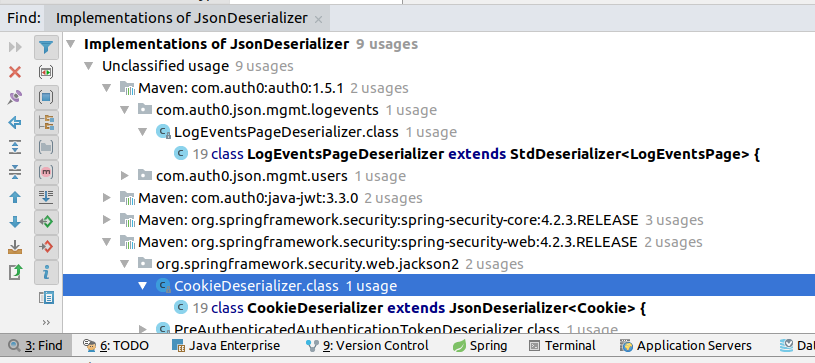 Find: Implementations of JsonDeserializer ×
Implementations of JsonDeserializer 9 usages
Unclassified usage 9 usages
Maven: com.auth0:auth0:1.5.1 2 usages
com.auth0.json.mgmt.logevents 1 usage
LogEventsPageDeserializer.class 1 usage
19 class LogEventsPageDeserializer extends StdDeserializer<LogEventsPage> {
com.auth0.json.mgmt.users 1 usage
Maven: com.auth0:java-jwt:3.3.0 2 usages
Maven: org.springframework.security:spring-security-core:4.2.3.RELEASE 3 usages
Maven: org.springframework.security:spring-security-web:4.2.3.RELEASE 2 usages
org.springframework.security.web.jackson2 2 usages
CookieDeserializer.class 1 usage
19 class CookieDeserializer extends JsonDeserializer<Cookie> {
PreAuthenticatedAuthenticationTokenDeserializer.class 1 usage
3: Find 6: TODO Java Enterprise 9: Version Control Spring Terminal Application Servers Dat